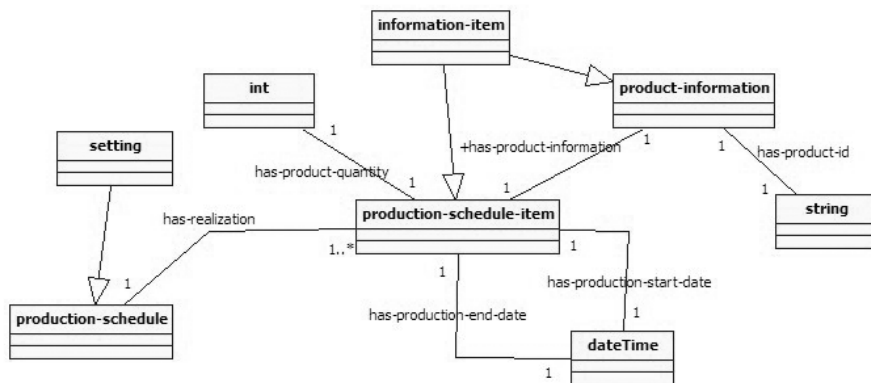 information-item
int
product-information
1
1
1
setting
+has-product-information
has-product-id
has-product-quantity
1
1
1
string
production-schedule-item
has-realization
1..*
1
1
1
has-production-start-date
production-schedule
has-production-end-date
1
dateTime
1